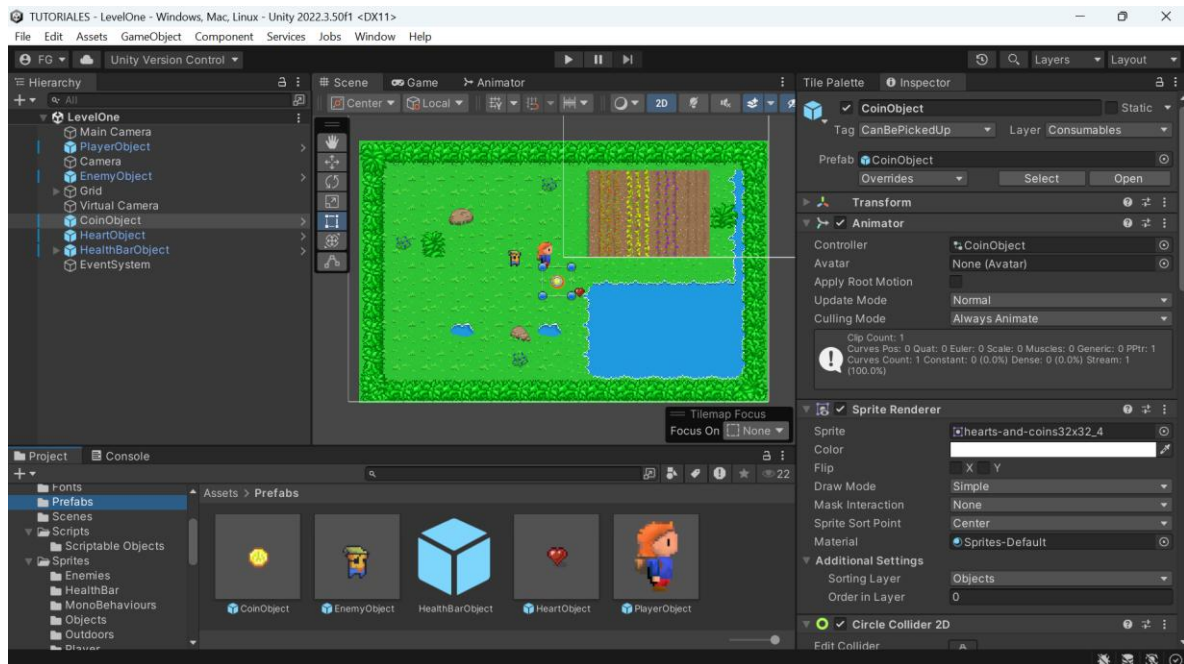 TUTORIALES - LevelOne - Windows, Mac, Linux - Unity 2022.3.50f1 <DX11>
File Edit Assets GameObject Component Services Jobs Window Help
FG Unity Version Control Layers Layout
Hierarchy
All
LevelOne
Main Camera
PlayerObject
Camera
EnemyObject
Grid
Virtual Camera
CoinObject
HeartObject
HealthBarObject
EventSystem
Scene Game Animator
Center Local 2D
Tilemap Focus
Focus On None
Tile Palette Inspector
CoinObject Static
Tag CanBePickedUp Layer Consumables
Prefab CoinObject
Overrides Select Open
Transform
Animator
Controller CoinObject
Avatar None (Avatar)
Apply Root Motion
Update Mode Normal
Culling Mode Always Animate
Clip Count: 1
Curves Pos: 0 Quat: 0 Euler: 0 Scale: 0 Muscles: 0 Generic: 0 PPtr: 1
Curves Count: 1 Constant: 0 (0.0%) Dense: 0 (0.0%) Stream: 1
(100.0%)
Sprite Renderer
Sprite hearts-and-coins32x32_4
Color
Flip X Y
Draw Mode Simple
Mask Interaction None
Sprite Sort Point Center
Material Sprites-Default
Additional Settings
Sorting Layer Objects
Order in Layer 0
Circle Collider 2D
Edit Collider
Project Console
22
Fonts
Prefabs
Scenes
Scripts
Scriptable Objects
Sprites
Enemies
HealthBar
MonoBehaviours
Objects
Outdoors
Player
Assets > Prefabs
CoinObject EnemyObject HealthBarObject HeartObject PlayerObject